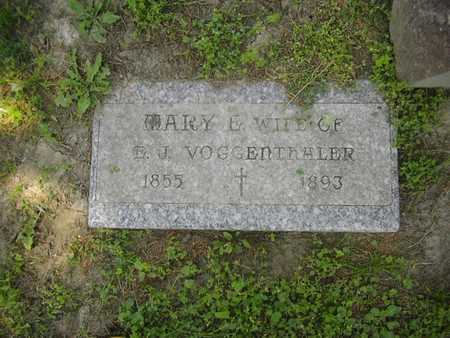 MARY E. WIFE OF
E. J. VOGGENTHALER
1855 1893